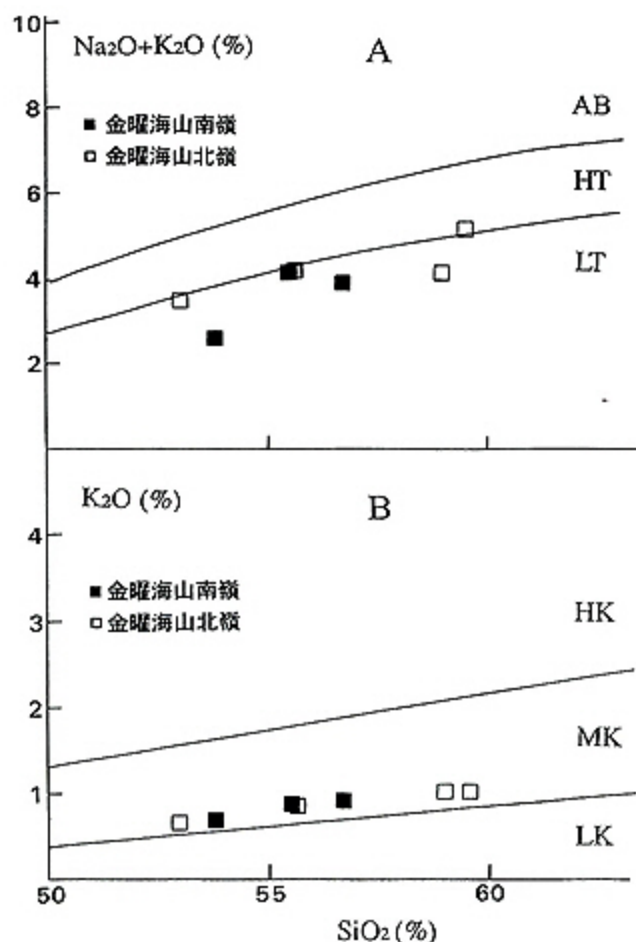 10
Na₂O+K₂O (%)
A
8
AB
■ 金曜海山南嶺
□ 金曜海山北嶺
HT
6
LT
4
2
K₂O (%)
B
4
■ 金曜海山南嶺
□ 金曜海山北嶺
3
HK
2
MK
1
LK
50
55
60
SiO₂ (%)